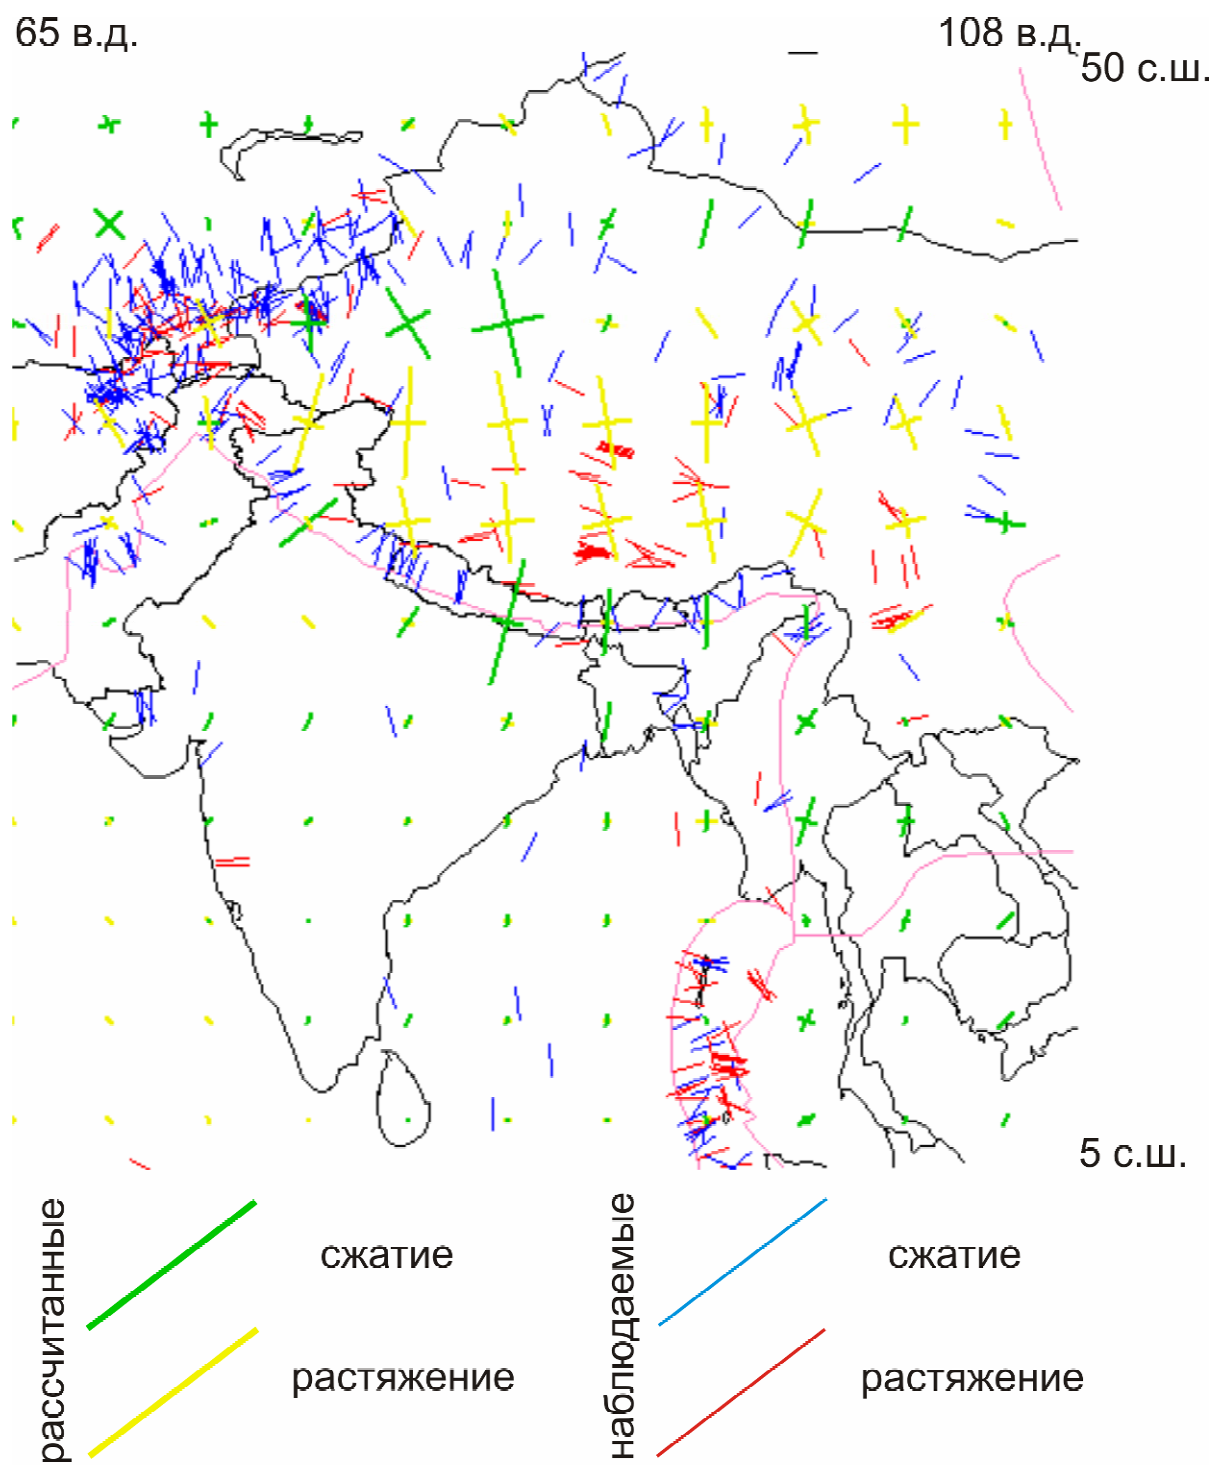 65 в.д.
108 в.д.
50 с.ш.
5 с.ш.
рассчитанные
сжатие
растяжение
наблюдаемые
сжатие
растяжение